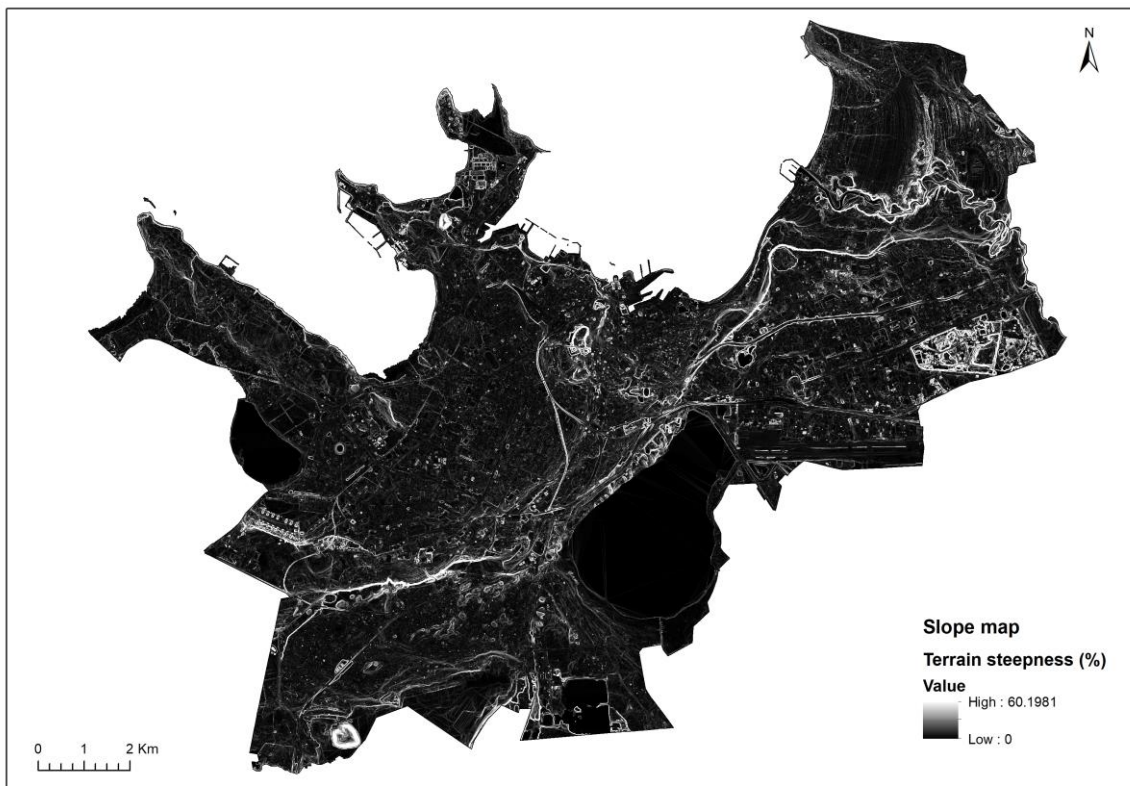 N
Slope map
Terrain steepness (%)
Value
High : 60.1981
Low : 0
0 1 2 Km